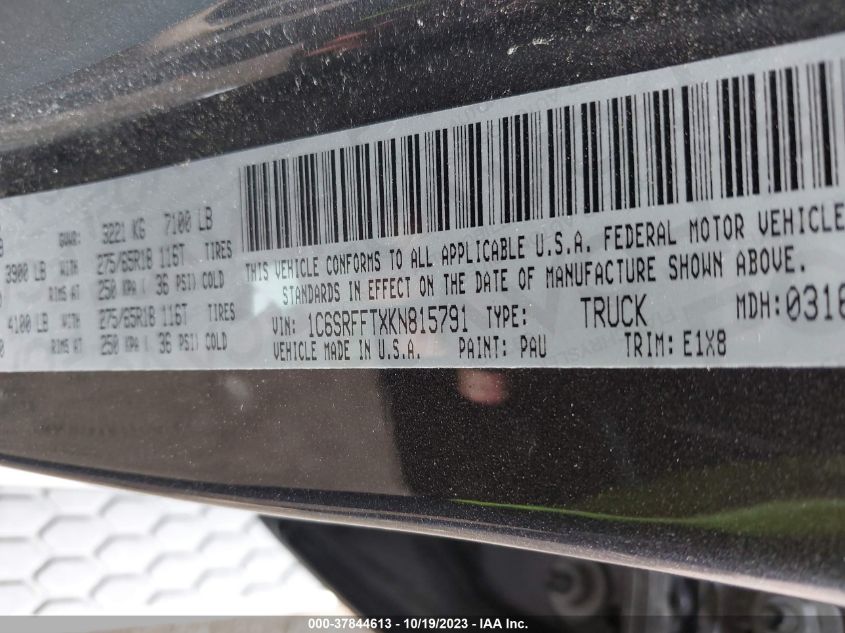 GVWR: 3221 KG 7100 LB
3900 LB WITH 275/65R18 116T TIRES
RIMS AT 250 KPA ( 36 PSI) COLD
4100 LB WITH 275/65R18 116T TIRES
RIMS AT 250 KPA ( 36 PSI) COLD
THIS VEHICLE CONFORMS TO ALL APPLICABLE U.S.A. FEDERAL MOTOR VEHICLE
STANDARDS IN EFFECT ON THE DATE OF MANUFACTURE SHOWN ABOVE.
VIN: 1C6SRFFTXKN815791 TYPE: TRUCK MDH: 0316
VEHICLE MADE IN U.S.A. PAINT: PAU TRIM: E1X8
000-37844613 - 10/19/2023 - IAA Inc.